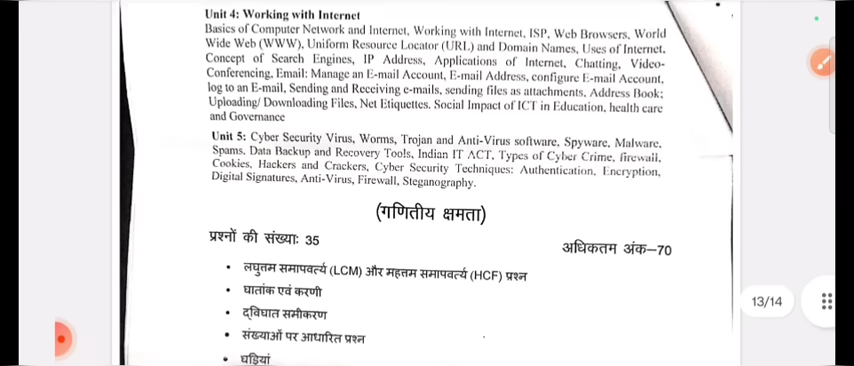 Unit 4: Working with Internet
Basics of Computer Network and Internet, Working with Internet, ISP, Web Browsers, World
Wide Web (WWW), Uniform Resource Locator (URL) and Domain Names, Uses of Internet.
Concept of Search Engines, IP Address, Applications of Internet, Chatting, Video-
Conferencing, Email: Manage an E-mail Account, E-mail Address, configure E-mail Account,
log to an E-mail, Sending and Receiving e-mails, sending files as attachments, Address Book;
Uploading/ Downloading Files, Net Etiquettes. Social Impact of ICT in Education, health care
and Governance
Unit 5: Cyber Security Virus, Worms, Trojan and Anti-Virus software, Spyware, Malware,
Spams, Data Backup and Recovery Tools, Indian IT ACT, Types of Cyber Crime, firewall,
Cookies, Hackers and Crackers, Cyber Security Techniques: Authentication, Encryption,
Digital Signatures, Anti-Virus, Firewall, Steganography.
(गणितीय क्षमता)
प्रश्नों की संख्याः 35
अधिकतम अंक–70
• लघुत्तम समापवर्त्य (LCM) और महत्तम समापवर्त्य (HCF) प्रश्न
• घातांक एवं करणी
• द्विघात समीकरण
• संख्याओं पर आधारित प्रश्न
• घड़ियां
13/14